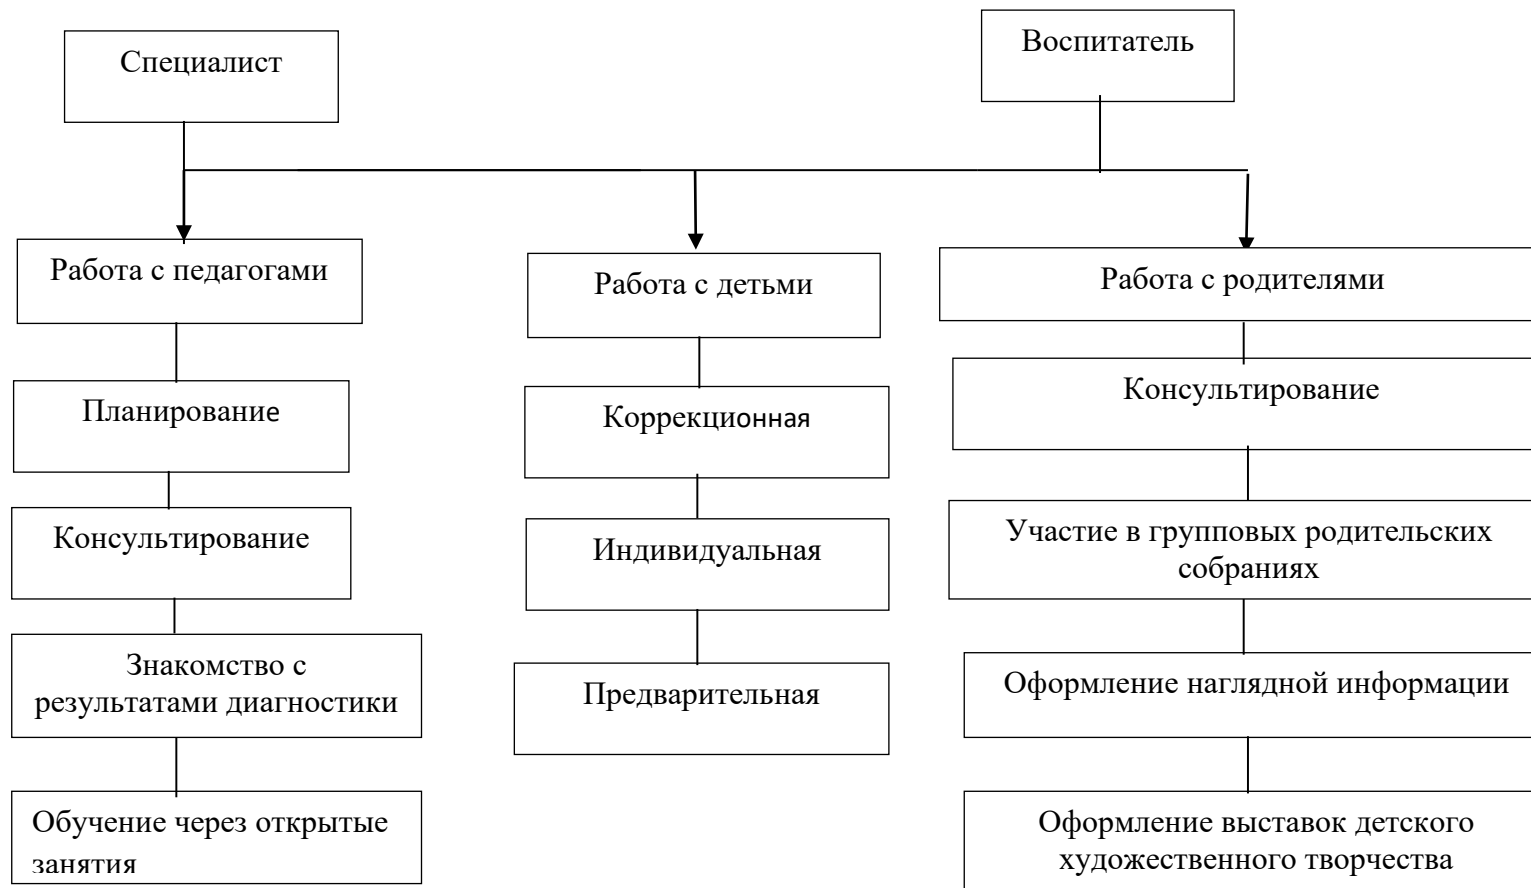 Специалист
Воспитатель
Работа с педагогами
Работа с детьми
Работа с родителями
Планирование
Коррекционная
Консультирование
Консультирование
Индивидуальная
Участие в групповых родительских
собраниях
Знакомство с
результатами диагностики
Предварительная
Оформление наглядной информации
Обучение через открытые
занятия
Оформление выставок детского
художественного творчества